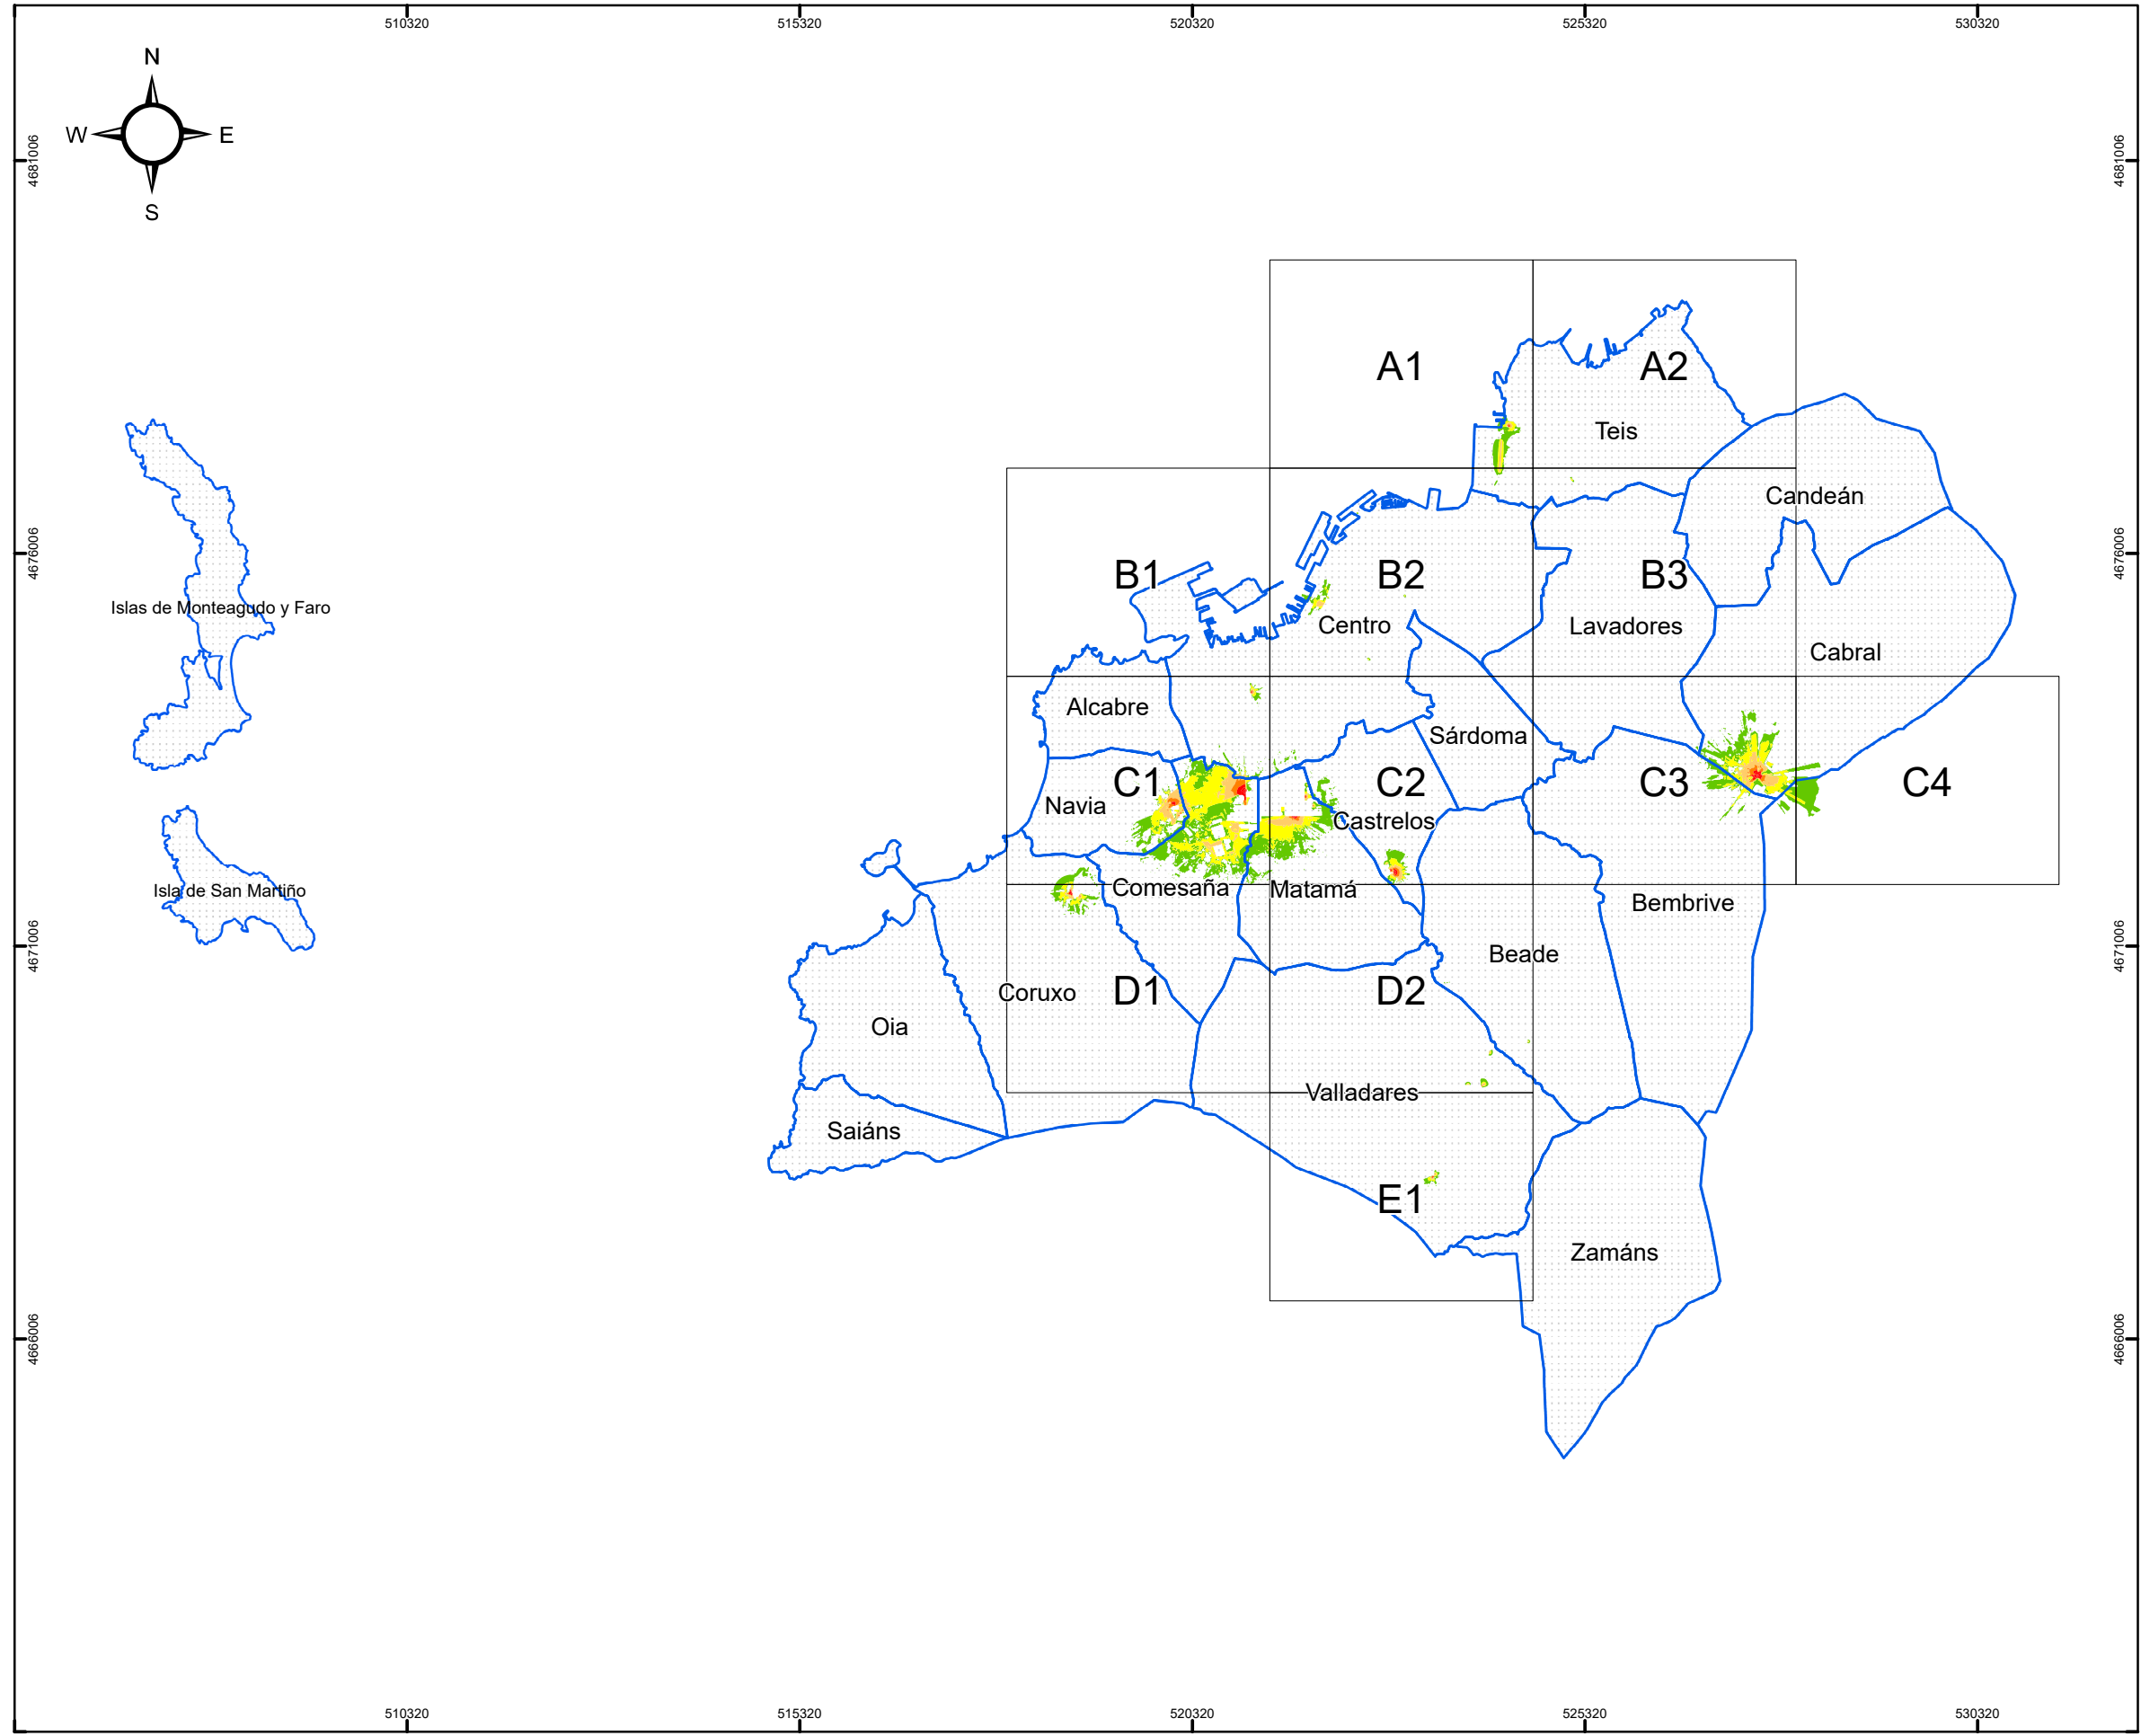 510320
515320
520320
525320
530320
N
W
E
S
4681006
4681006
A1
A2
Teis
Candeán
4676006
4676006
B1
B2
B3
Islas de Monteagudo y Faro
Centro
Lavadores
Cabral
Alcabre
Sárdoma
C1
C2
C3
C4
Navia
Castrelos
Isla de San Martiño
Comesaña
Matamá
Bembrive
4671006
4671006
Beade
Coruxo
D1
D2
Oia
Valladares
Saiáns
E1
Zamáns
4666006
4666006
510320
515320
520320
525320
530320